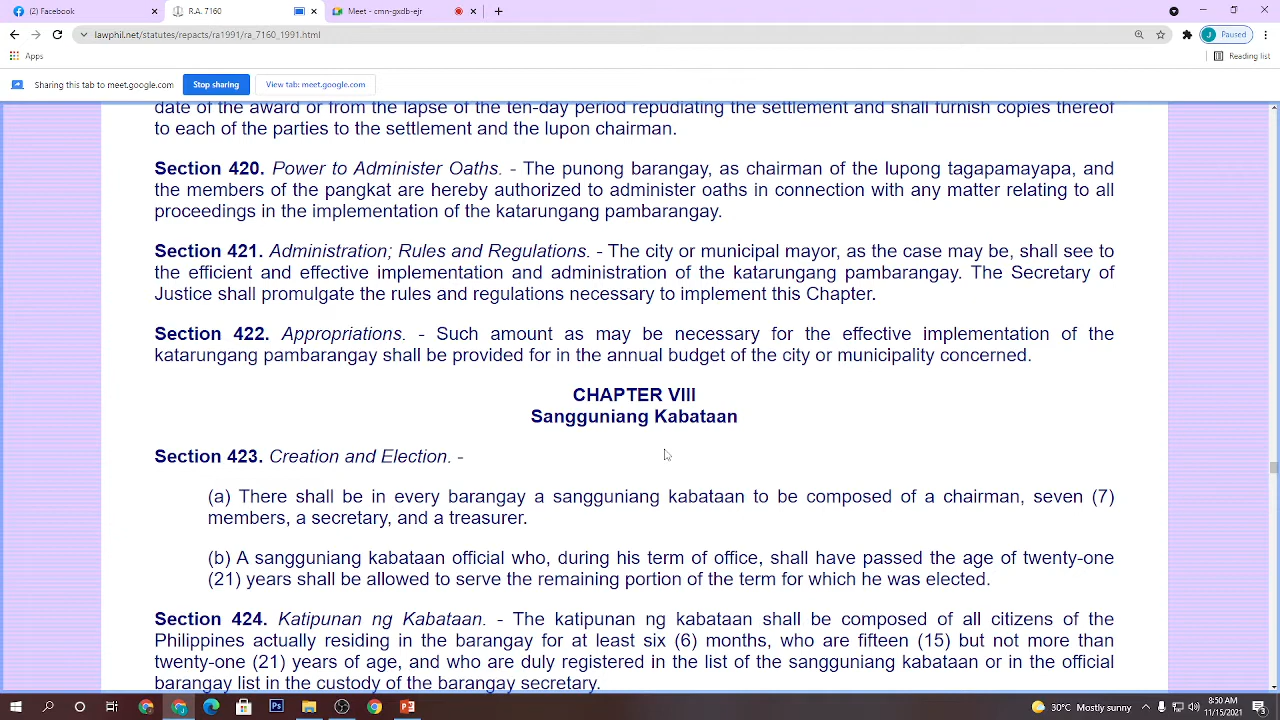 (2) Facebook
R.A. 7160
Meet - cmn-gxdb-ejr
lawphil.net/statutes/repacts/ra1991/ra_7160_1991.html
J Paused
Apps
Reading list
Sharing this tab to meet.google.com
Stop sharing
View tab: meet.google.com
date of the award or from the lapse of the ten-day period repudiating the settlement and shall furnish copies thereof
to each of the parties to the settlement and the lupon chairman.
Section 420. Power to Administer Oaths. - The punong barangay, as chairman of the lupong tagapamayapa, and
the members of the pangkat are hereby authorized to administer oaths in connection with any matter relating to all
proceedings in the implementation of the katarungang pambarangay.
Section 421. Administration; Rules and Regulations. - The city or municipal mayor, as the case may be, shall see to
the efficient and effective implementation and administration of the katarungang pambarangay. The Secretary of
Justice shall promulgate the rules and regulations necessary to implement this Chapter.
Section 422. Appropriations. - Such amount as may be necessary for the effective implementation of the
katarungang pambarangay shall be provided for in the annual budget of the city or municipality concerned.
CHAPTER VIII
Sangguniang Kabataan
Section 423. Creation and Election. -
(a) There shall be in every barangay a sangguniang kabataan to be composed of a chairman, seven (7)
members, a secretary, and a treasurer.
(b) A sangguniang kabataan official who, during his term of office, shall have passed the age of twenty-one
(21) years shall be allowed to serve the remaining portion of the term for which he was elected.
Section 424. Katipunan ng Kabataan. - The katipunan ng kabataan shall be composed of all citizens of the
Philippines actually residing in the barangay for at least six (6) months, who are fifteen (15) but not more than
twenty-one (21) years of age, and who are duly registered in the list of the sangguniang kabataan or in the official
barangay list in the custody of the barangay secretary.
30°C Mostly sunny
8:50 AM
11/15/2021